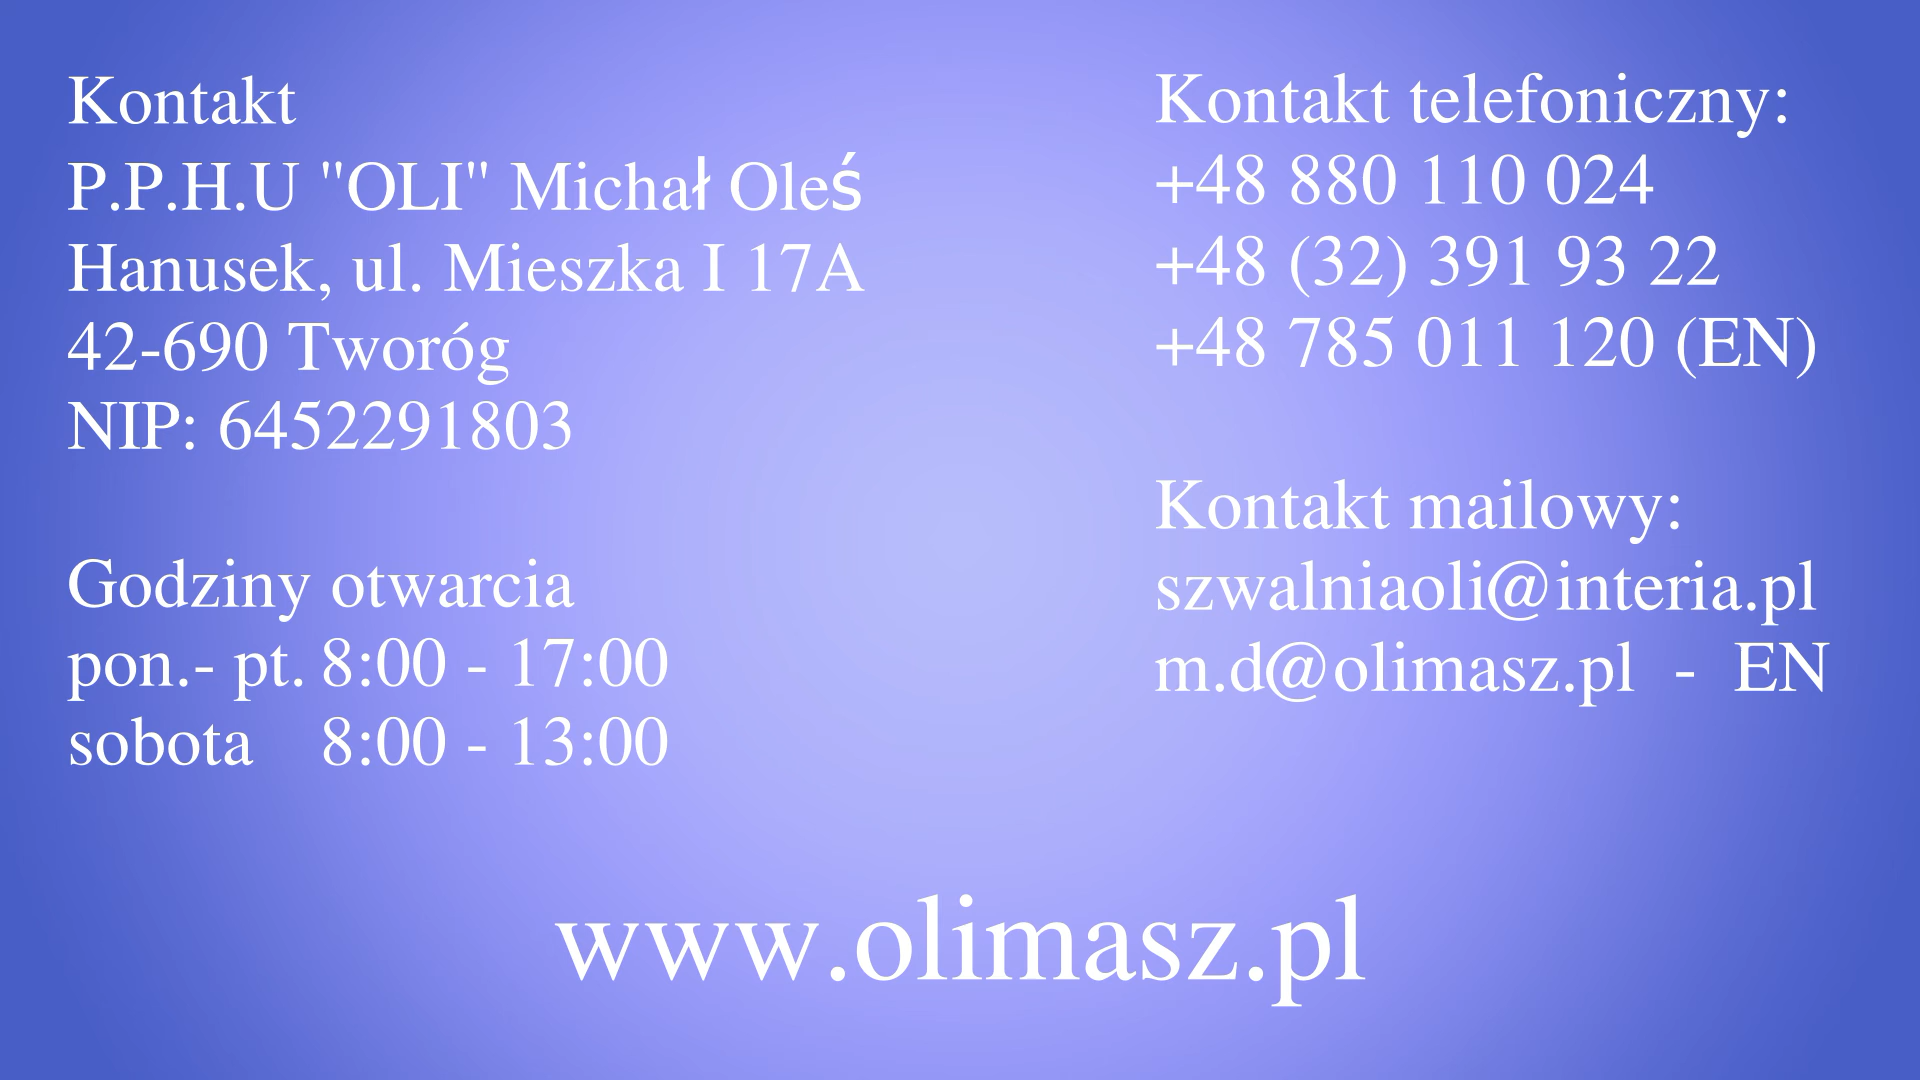 Kontakt
P.P.H.U "OLI" Michał Oleś
Hanusek, ul. Mieszka I 17A
42-690 Tworóg
NIP: 6452291803
Godziny otwarcia
pon.- pt. 8:00 - 17:00
sobota 8:00 - 13:00
Kontakt telefoniczny:
+48 880 110 024
+48 (32) 391 93 22
+48 785 011 120 (EN)
Kontakt mailowy:
szwalniaoli@interia.pl
m.d@olimasz.pl - EN
www.olimasz.pl